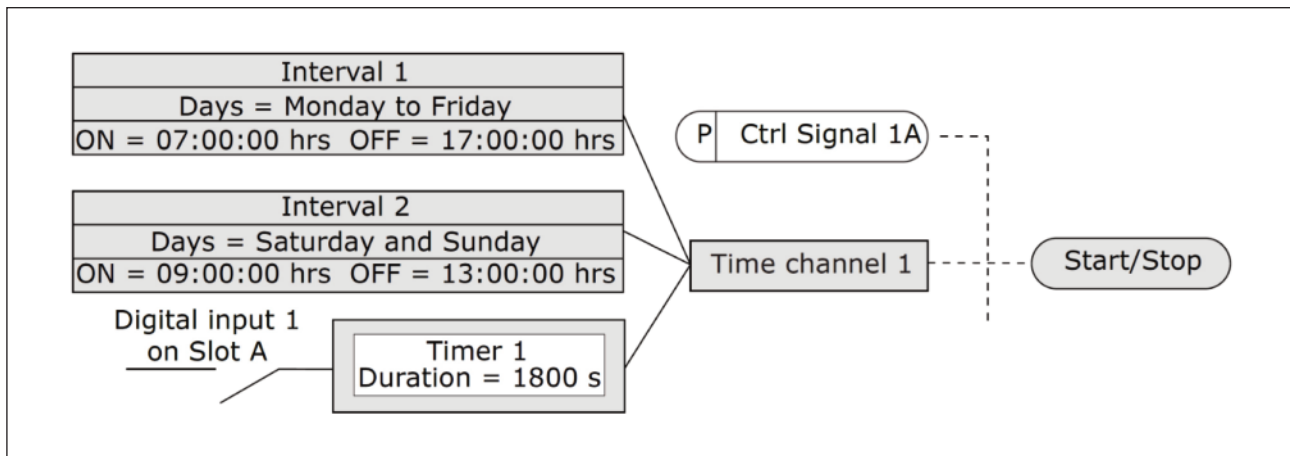 Interval 1
Days = Monday to Friday
ON = 07:00:00 hrs OFF = 17:00:00 hrs
P Ctrl Signal 1A
Interval 2
Days = Saturday and Sunday
ON = 09:00:00 hrs OFF = 13:00:00 hrs
Time channel 1
Start/Stop
Digital input 1
on Slot A
Timer 1
Duration = 1800 s